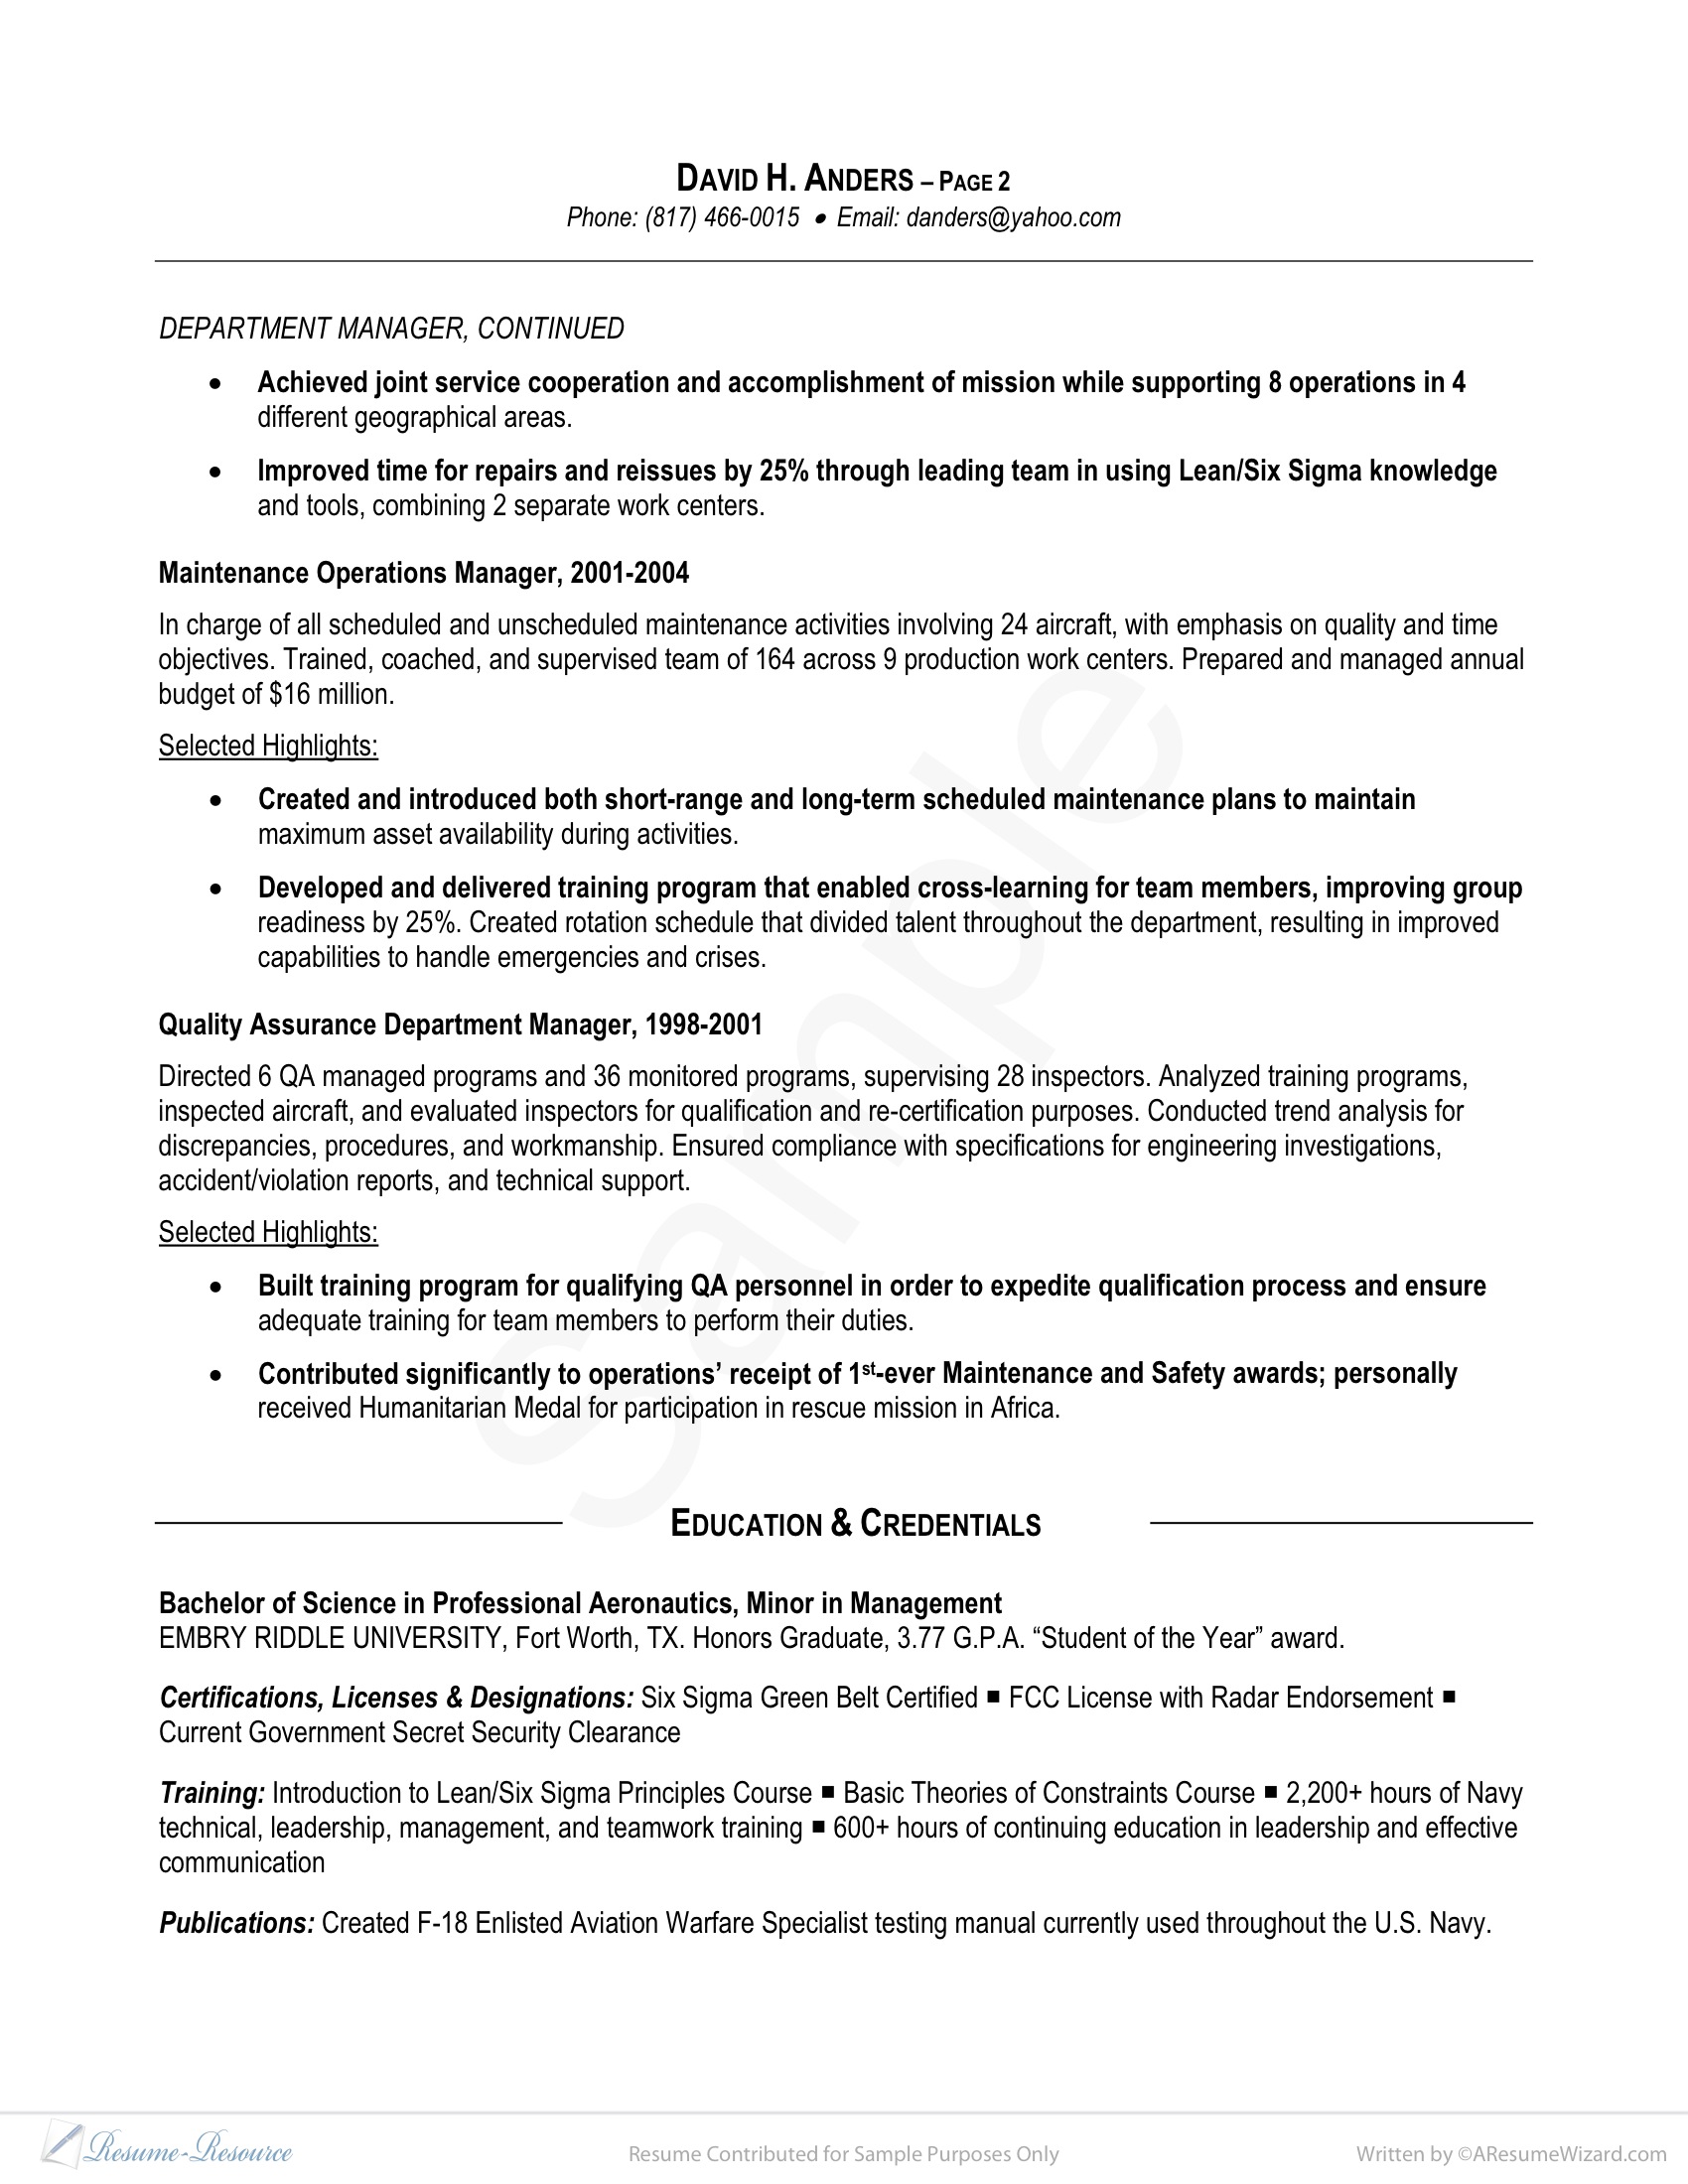 DAVID H. ANDERS – PAGE 2
Phone: (817) 466-0015 ● Email: danders@yahoo.com
DEPARTMENT MANAGER, CONTINUED
• Achieved joint service cooperation and accomplishment of mission while supporting 8 operations in 4
different geographical areas.
• Improved time for repairs and reissues by 25% through leading team in using Lean/Six Sigma knowledge
and tools, combining 2 separate work centers.
Maintenance Operations Manager, 2001-2004
In charge of all scheduled and unscheduled maintenance activities involving 24 aircraft, with emphasis on quality and time
objectives. Trained, coached, and supervised team of 164 across 9 production work centers. Prepared and managed annual
budget of $16 million.
Selected Highlights:
• Created and introduced both short-range and long-term scheduled maintenance plans to maintain
maximum asset availability during activities.
• Developed and delivered training program that enabled cross-learning for team members, improving group
readiness by 25%. Created rotation schedule that divided talent throughout the department, resulting in improved
capabilities to handle emergencies and crises.
Quality Assurance Department Manager, 1998-2001
Directed 6 QA managed programs and 36 monitored programs, supervising 28 inspectors. Analyzed training programs,
inspected aircraft, and evaluated inspectors for qualification and re-certification purposes. Conducted trend analysis for
discrepancies, procedures, and workmanship. Ensured compliance with specifications for engineering investigations,
accident/violation reports, and technical support.
Selected Highlights:
• Built training program for qualifying QA personnel in order to expedite qualification process and ensure
adequate training for team members to perform their duties.
• Contributed significantly to operations’ receipt of 1st-ever Maintenance and Safety awards; personally
received Humanitarian Medal for participation in rescue mission in Africa.
EDUCATION & CREDENTIALS
Bachelor of Science in Professional Aeronautics, Minor in Management
EMBRY RIDDLE UNIVERSITY, Fort Worth, TX. Honors Graduate, 3.77 G.P.A. “Student of the Year” award.
Certifications, Licenses & Designations: Six Sigma Green Belt Certified ■ FCC License with Radar Endorsement ■
Current Government Secret Security Clearance
Training: Introduction to Lean/Six Sigma Principles Course ■ Basic Theories of Constraints Course ■ 2,200+ hours of Navy
technical, leadership, management, and teamwork training ■ 600+ hours of continuing education in leadership and effective
communication
Publications: Created F-18 Enlisted Aviation Warfare Specialist testing manual currently used throughout the U.S. Navy.
Sample
Resume-Resource
Resume Contributed for Sample Purposes Only
Written by ©AResumeWizard.com